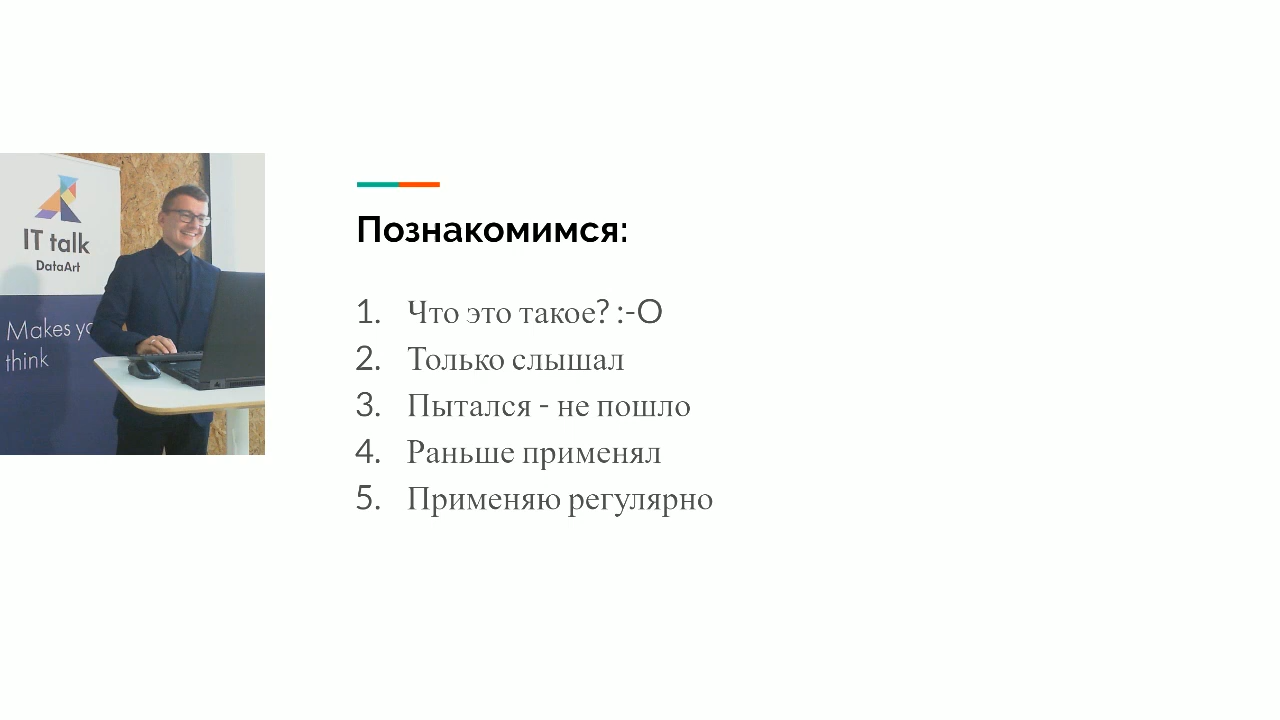 IT talk
DataArt
Makes yo
think
Познакомимся:
1. Что это такое? :-O
2. Только слышал
3. Пытался - не пошло
4. Раньше применял
5. Применяю регулярно